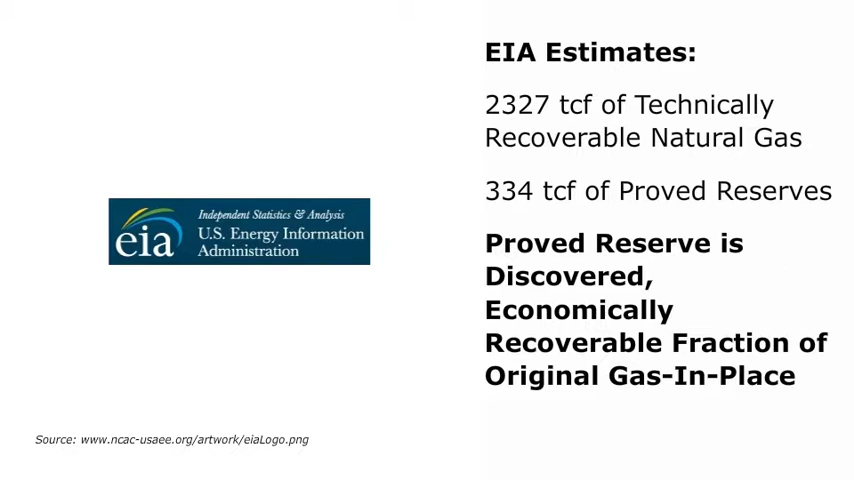 EIA Estimates:
2327 tcf of Technically
Recoverable Natural Gas
334 tcf of Proved Reserves
Proved Reserve is
Discovered,
Economically
Recoverable Fraction of
Original Gas-In-Place
eia
Independent Statistics & Analysis
U.S. Energy Information
Administration
Source: www.ncac-usaee.org/artwork/eiaLogo.png